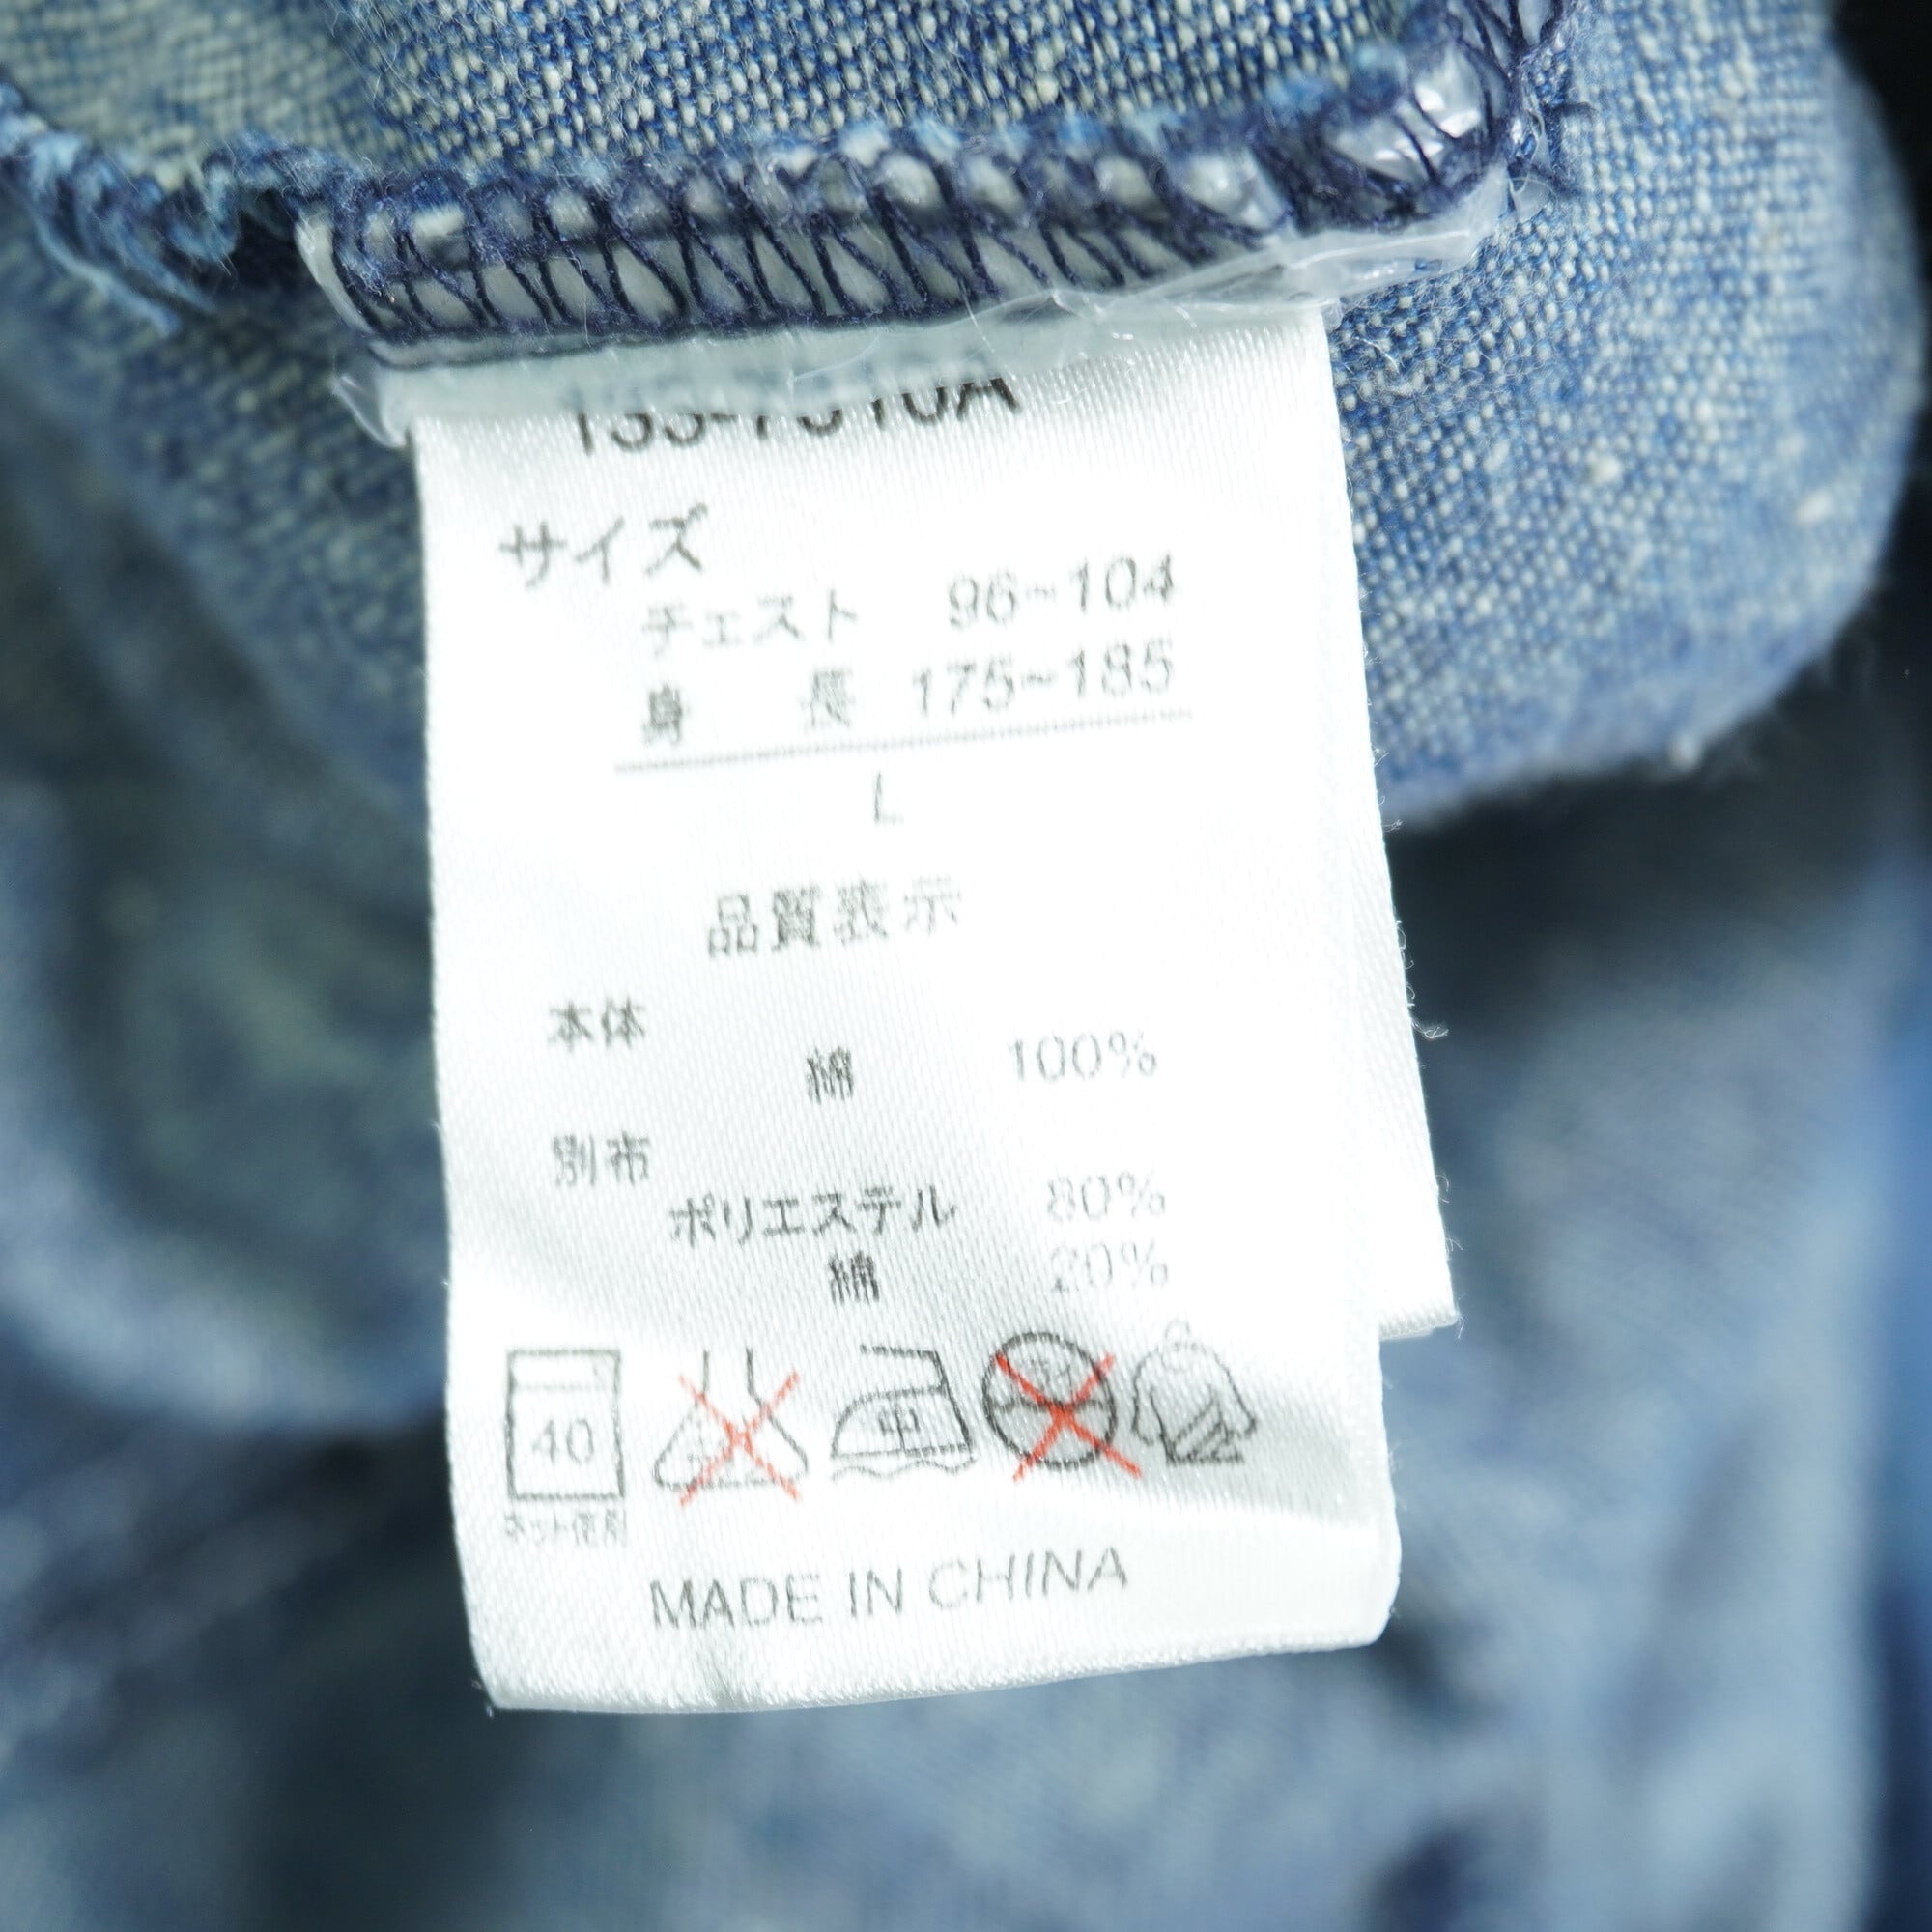 サイズ
チェスト 96~104
身 長 175~185
L
品質表示
本体
綿 100%
別布
ポリエステル 80%
綿 20%
40 中
ネット使用
MADE IN CHINA